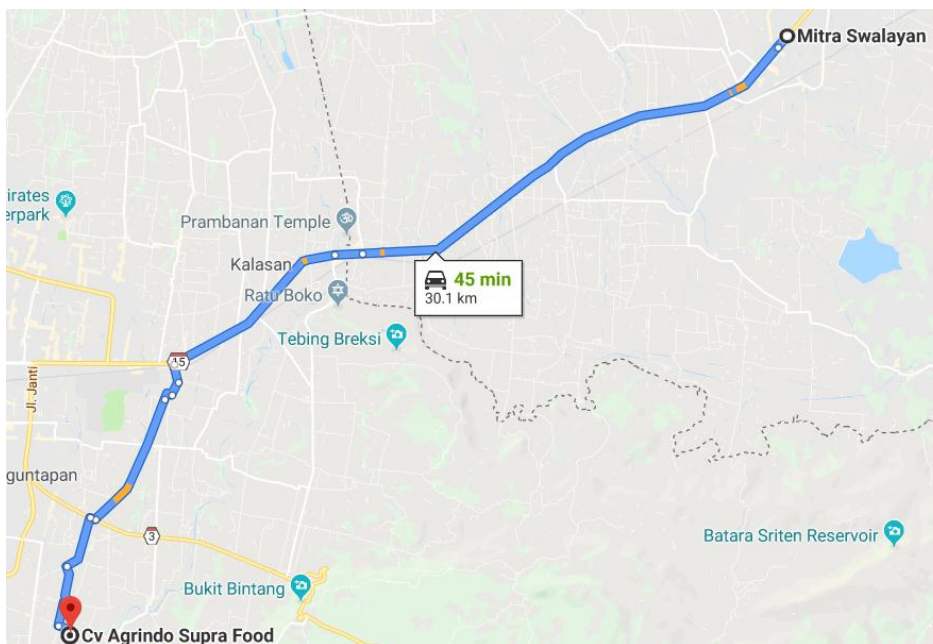 Mitra Swalayan
irates
erpark
Prambanan Temple
Kalasan
45 min
30.1 km
Ratu Boko
Tebing Breksi
15
Jl. Janti
guntapan
3
Batara Sriten Reservoir
Bukit Bintang
Cv Agrindo Supra Food